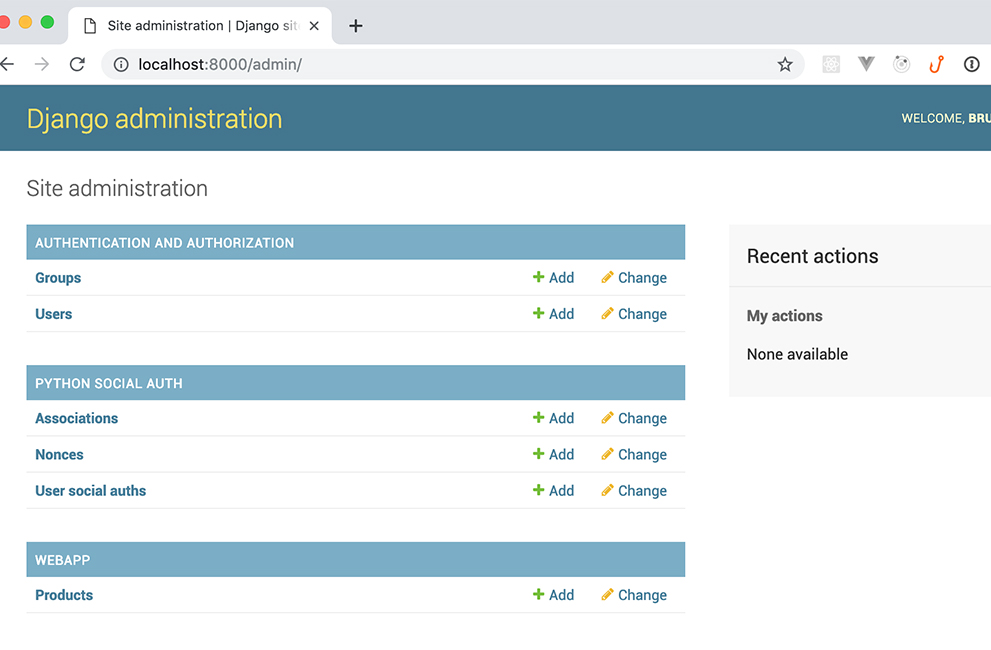 Site administration | Django sit
localhost:8000/admin/
Django administration
WELCOME, BRU
Site administration
AUTHENTICATION AND AUTHORIZATION
Groups Add Change
Users Add Change
PYTHON SOCIAL AUTH
Associations Add Change
Nonces Add Change
User social auths Add Change
WEBAPP
Products Add Change
Recent actions
My actions
None available